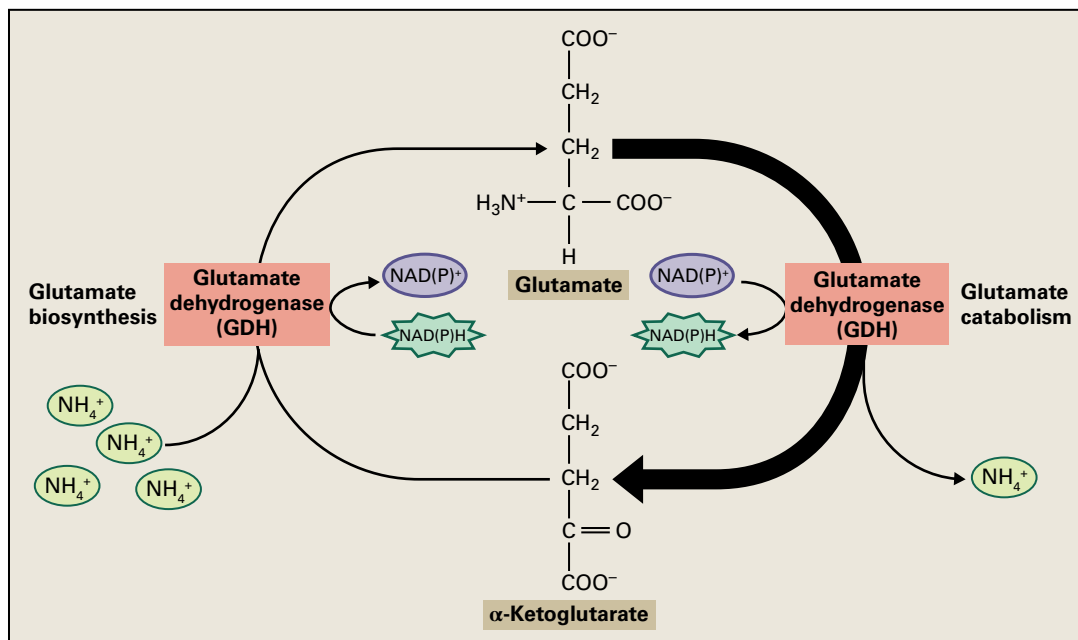 COO⁻
CH₂
CH₂
H₃N⁺ C COO⁻
H
Glutamate
Glutamate
biosynthesis
Glutamate
dehydrogenase
(GDH)
NAD(P)⁺
NAD(P)H
NAD(P)⁺
NAD(P)H
Glutamate
dehydrogenase
(GDH)
Glutamate
catabolism
NH₄⁺
NH₄⁺
NH₄⁺
NH₄⁺
NH₄⁺
COO⁻
CH₂
CH₂
C O
COO⁻
α-Ketoglutarate